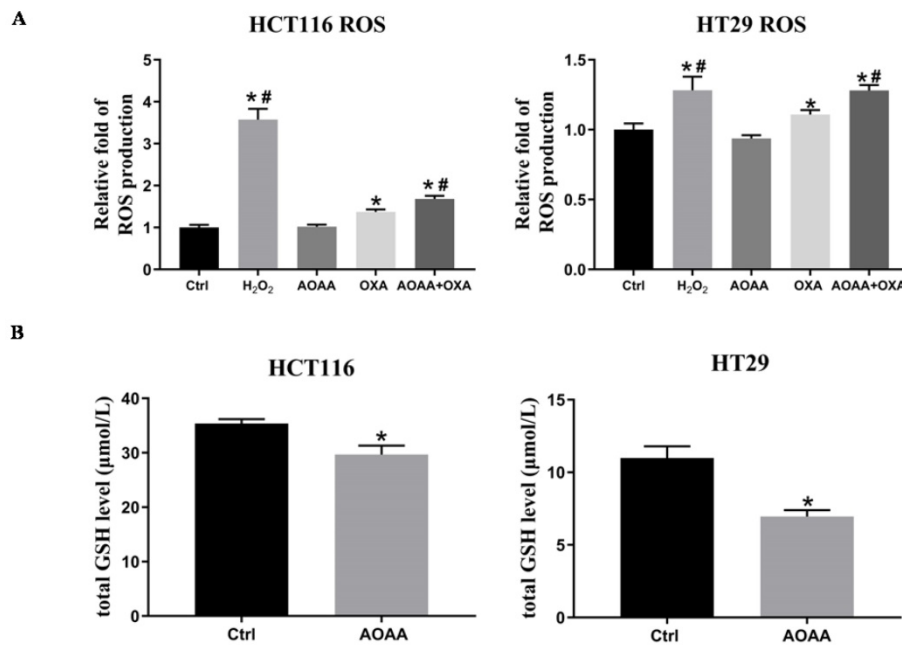 A
HCT116 ROS
Relative fold of
ROS production
5
4
3
2
1
0
* #
*
* #
Ctrl
H₂O₂
AOAA
OXA
AOAA+OXA
HT29 ROS
Relative fold of
ROS production
1.5
1.0
0.5
0.0
* #
*
* #
Ctrl
H₂O₂
AOAA
OXA
AOAA+OXA
B
HCT116
total GSH level (μmol/L)
40
30
20
10
0
*
Ctrl
AOAA
HT29
total GSH level (μmol/L)
15
10
5
0
*
Ctrl
AOAA